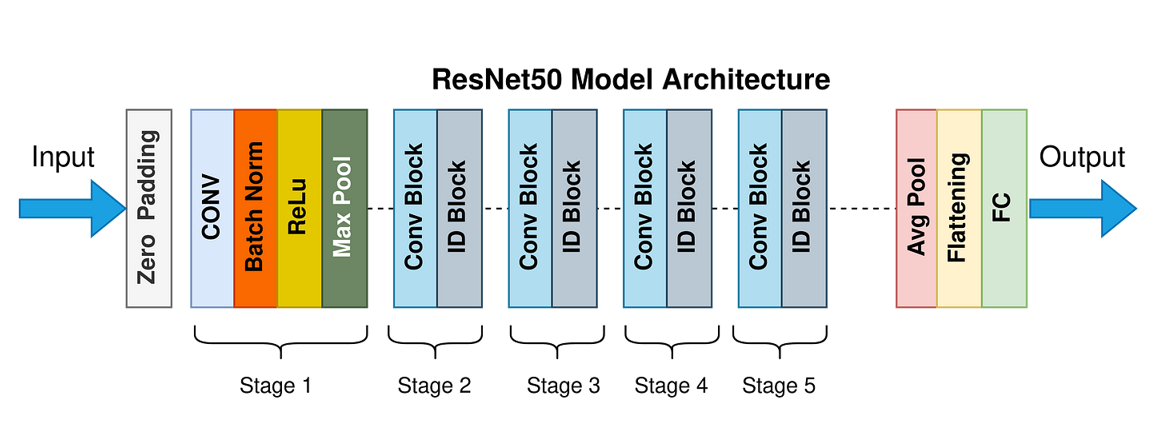 ResNet50 Model Architecture
Input
Zero Padding
CONV
Batch Norm
ReLu
Max Pool
Conv Block
ID Block
Conv Block
ID Block
Conv Block
ID Block
Conv Block
ID Block
Avg Pool
Flattening
FC
Output
Stage 1
Stage 2
Stage 3
Stage 4
Stage 5